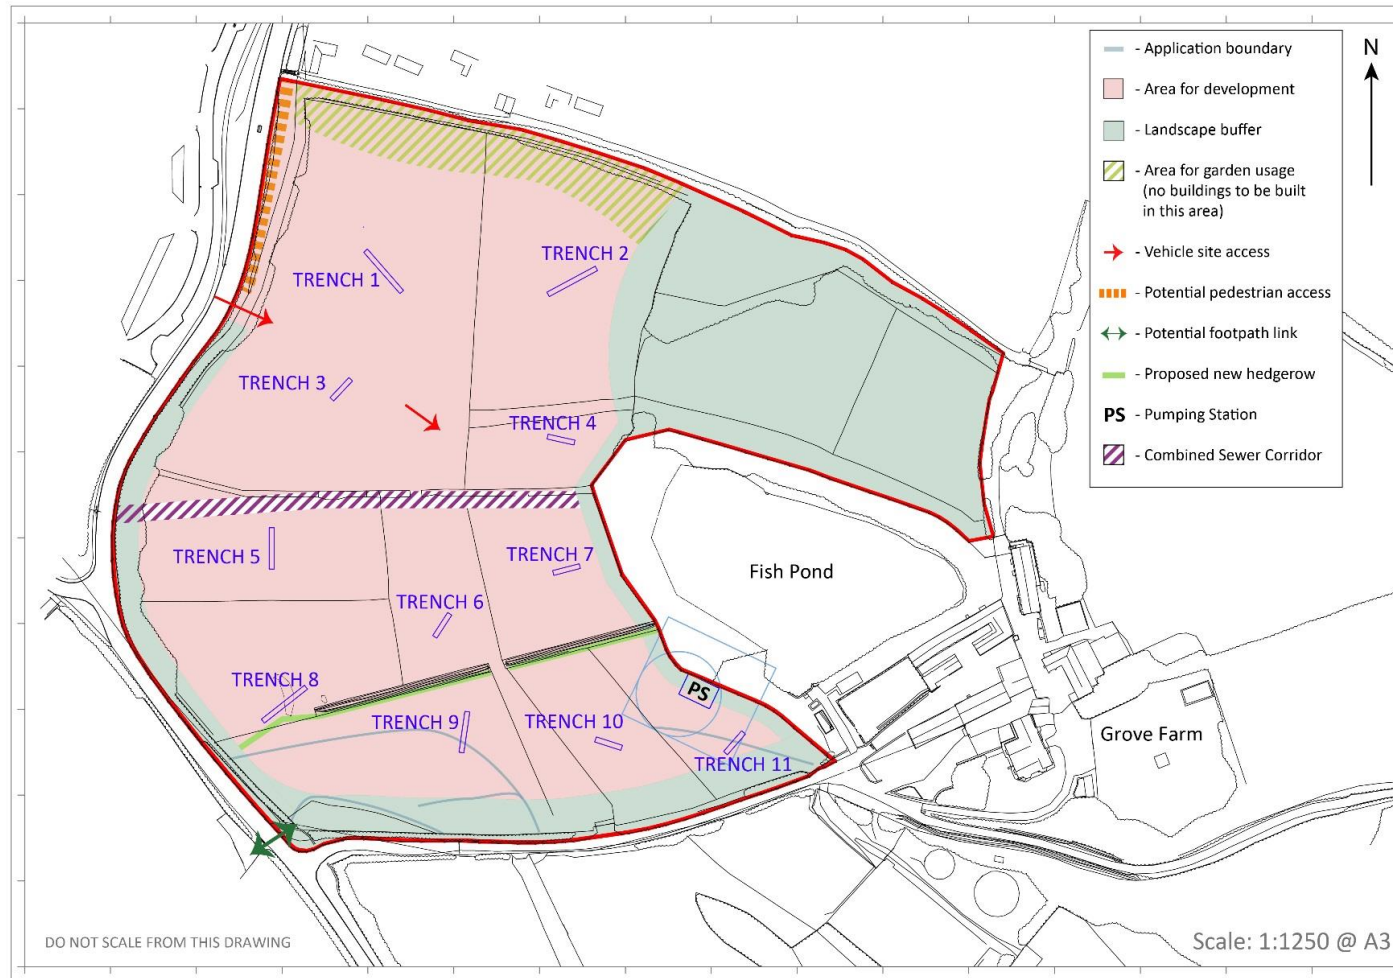 - Application boundary
- Area for development
- Landscape buffer
- Area for garden usage
(no buildings to be built
in this area)
- Vehicle site access
- Potential pedestrian access
- Potential footpath link
- Proposed new hedgerow
PS - Pumping Station
- Combined Sewer Corridor
N
TRENCH 1
TRENCH 2
TRENCH 3
TRENCH 4
TRENCH 5
TRENCH 7
Fish Pond
TRENCH 6
TRENCH 8
PS
TRENCH 9
TRENCH 10
Grove Farm
TRENCH 11
DO NOT SCALE FROM THIS DRAWING
Scale: 1:1250 @ A3